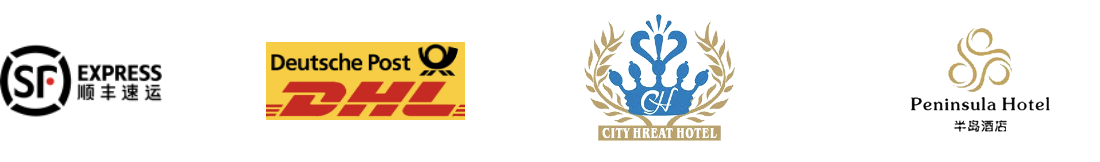 SF EXPRESS
顺丰速运
Deutsche Post
DHL
CH
CITY HREAT HOTEL
Peninsula Hotel
半岛酒店